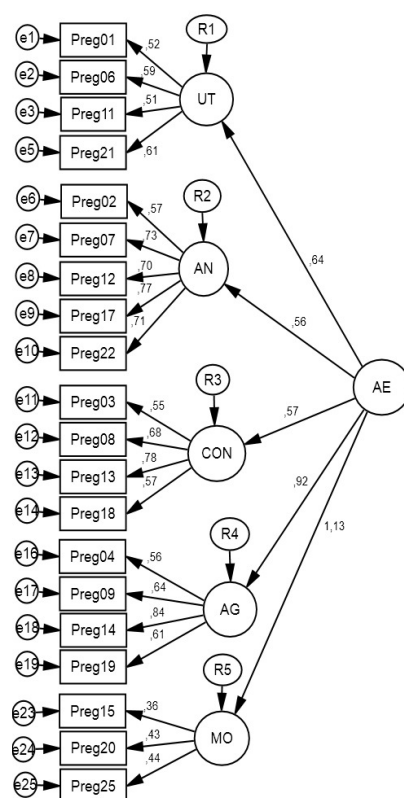 R1
e1 Preg01 ,52
e2 Preg06 ,59
e3 Preg11 ,51
e5 Preg21 ,61
UT
,64
R2
e6 Preg02 ,57
e7 Preg07 ,73
e8 Preg12 ,70
e9 Preg17 ,77
e10 Preg22 ,71
AN
,56
AE
R3
e11 Preg03 ,55
e12 Preg08 ,68
e13 Preg13 ,78
e14 Preg18 ,57
CON
,57
,92
1,13
R4
e16 Preg04 ,56
e17 Preg09 ,64
e18 Preg14 ,84
e19 Preg19 ,61
AG
R5
e23 Preg15 ,36
e24 Preg20 ,43
e25 Preg25 ,44
MO